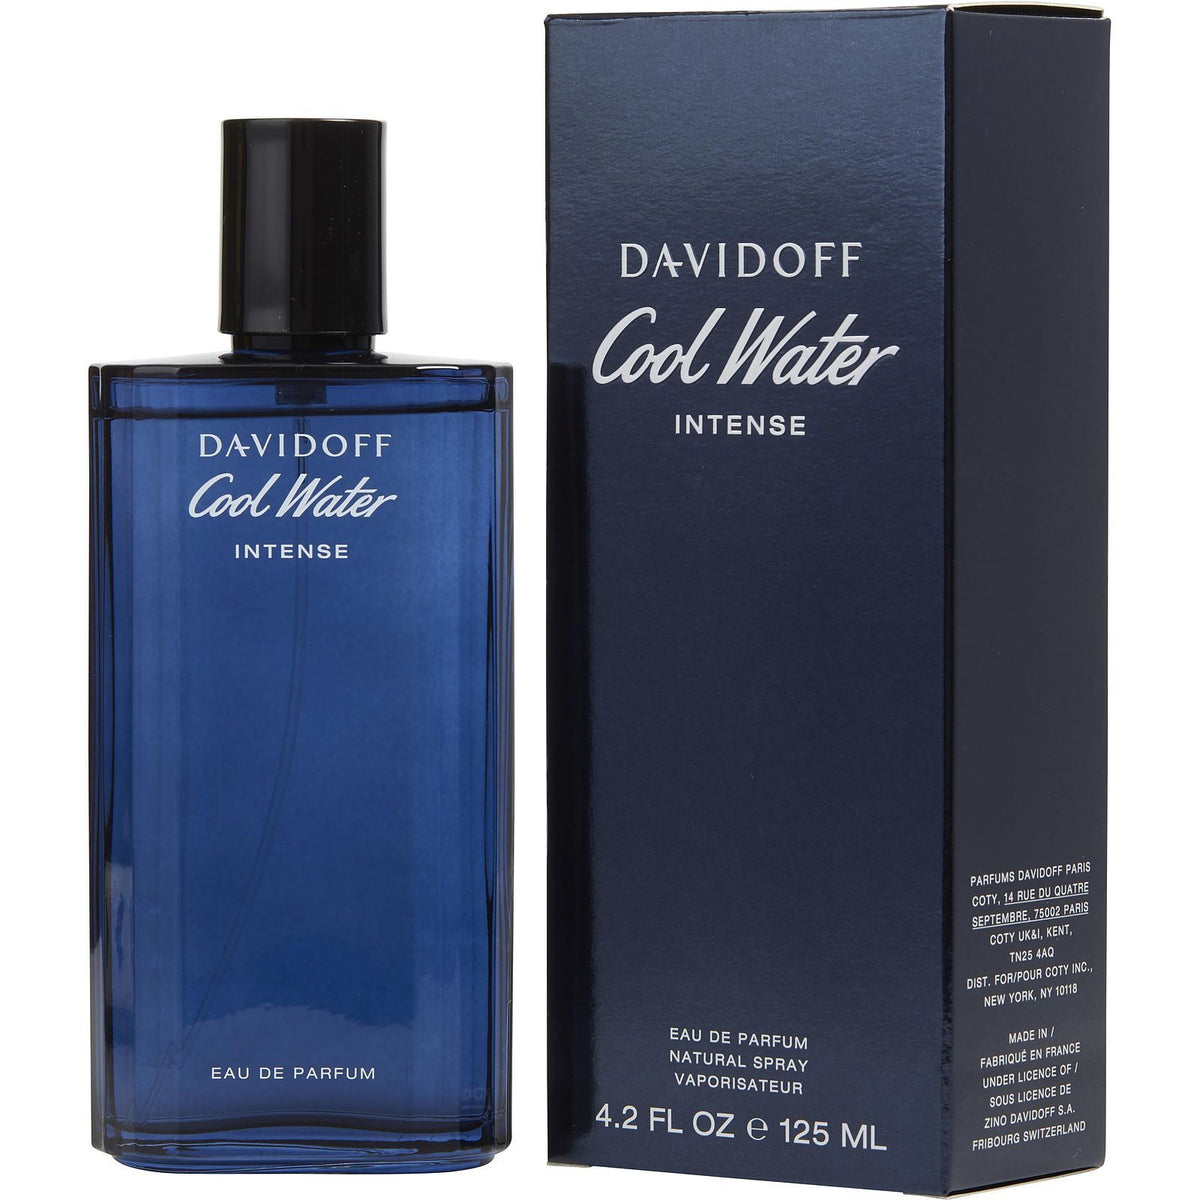 DAVIDOFF
Cool Water
INTENSE
EAU DE PARFUM
DAVIDOFF
Cool Water
INTENSE
EAU DE PARFUM
NATURAL SPRAY
VAPORISATEUR
4.2 FL OZ ℮ 125 ML
PARFUMS DAVIDOFF PARIS
COTY, 14 RUE DU QUATRE
SEPTEMBRE, 75002 PARIS
COTY UK&I, KENT,
TN25 4AQ
DIST. FOR/POUR COTY INC.,
NEW YORK, NY 10118
MADE IN /
FABRIQUÉ EN FRANCE
UNDER LICENCE OF /
SOUS LICENCE DE
ZINO DAVIDOFF S.A.
FRIBOURG SWITZERLAND